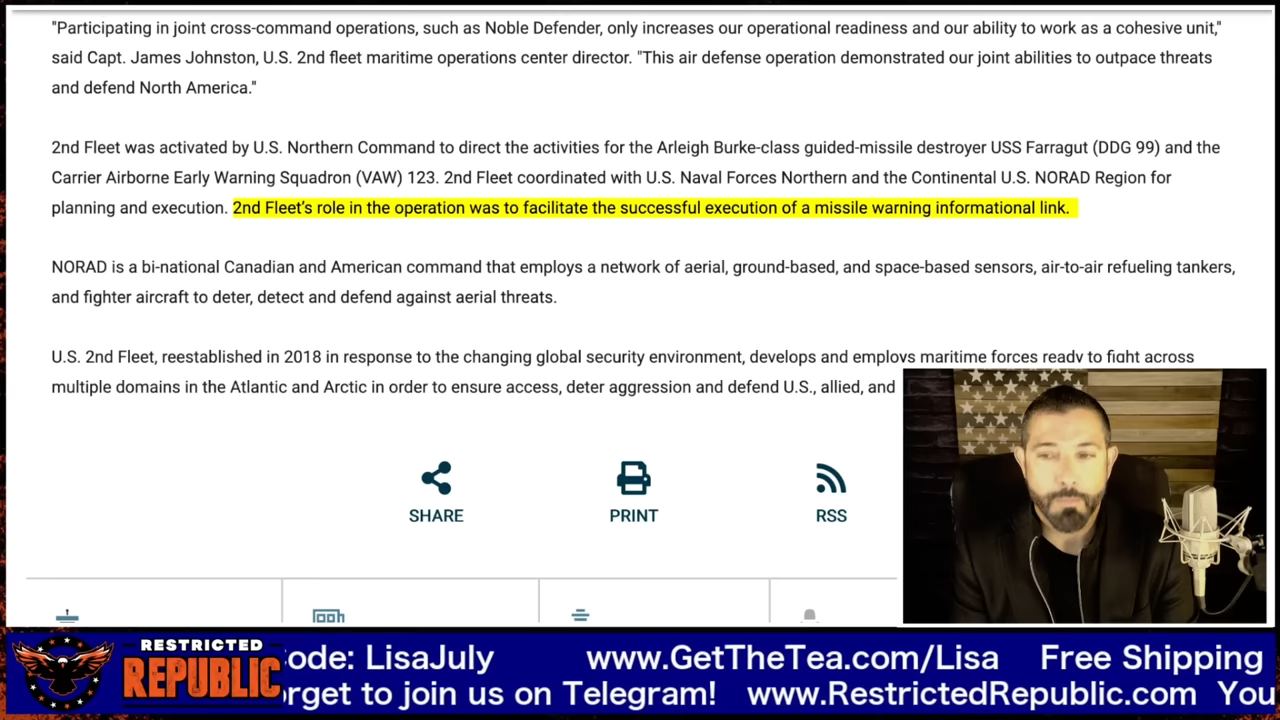 "Participating in joint cross-command operations, such as Noble Defender, only increases our operational readiness and our ability to work as a cohesive unit,"
said Capt. James Johnston, U.S. 2nd fleet maritime operations center director. "This air defense operation demonstrated our joint abilities to outpace threats
and defend North America."
2nd Fleet was activated by U.S. Northern Command to direct the activities for the Arleigh Burke-class guided-missile destroyer USS Farragut (DDG 99) and the
Carrier Airborne Early Warning Squadron (VAW) 123. 2nd Fleet coordinated with U.S. Naval Forces Northern and the Continental U.S. NORAD Region for
planning and execution. 2nd Fleet’s role in the operation was to facilitate the successful execution of a missile warning informational link.
NORAD is a bi-national Canadian and American command that employs a network of aerial, ground-based, and space-based sensors, air-to-air refueling tankers,
and fighter aircraft to deter, detect and defend against aerial threats.
U.S. 2nd Fleet, reestablished in 2018 in response to the changing global security environment, develops and employs maritime forces ready to fight across
multiple domains in the Atlantic and Arctic in order to ensure access, deter aggression and defend U.S., allied, and
SHARE
PRINT
RSS
RESTRICTED
REPUBLIC
ode: LisaJuly www.GetTheTea.com/Lisa Free Shipping
rget to join us on Telegram! www.RestrictedRepublic.com You